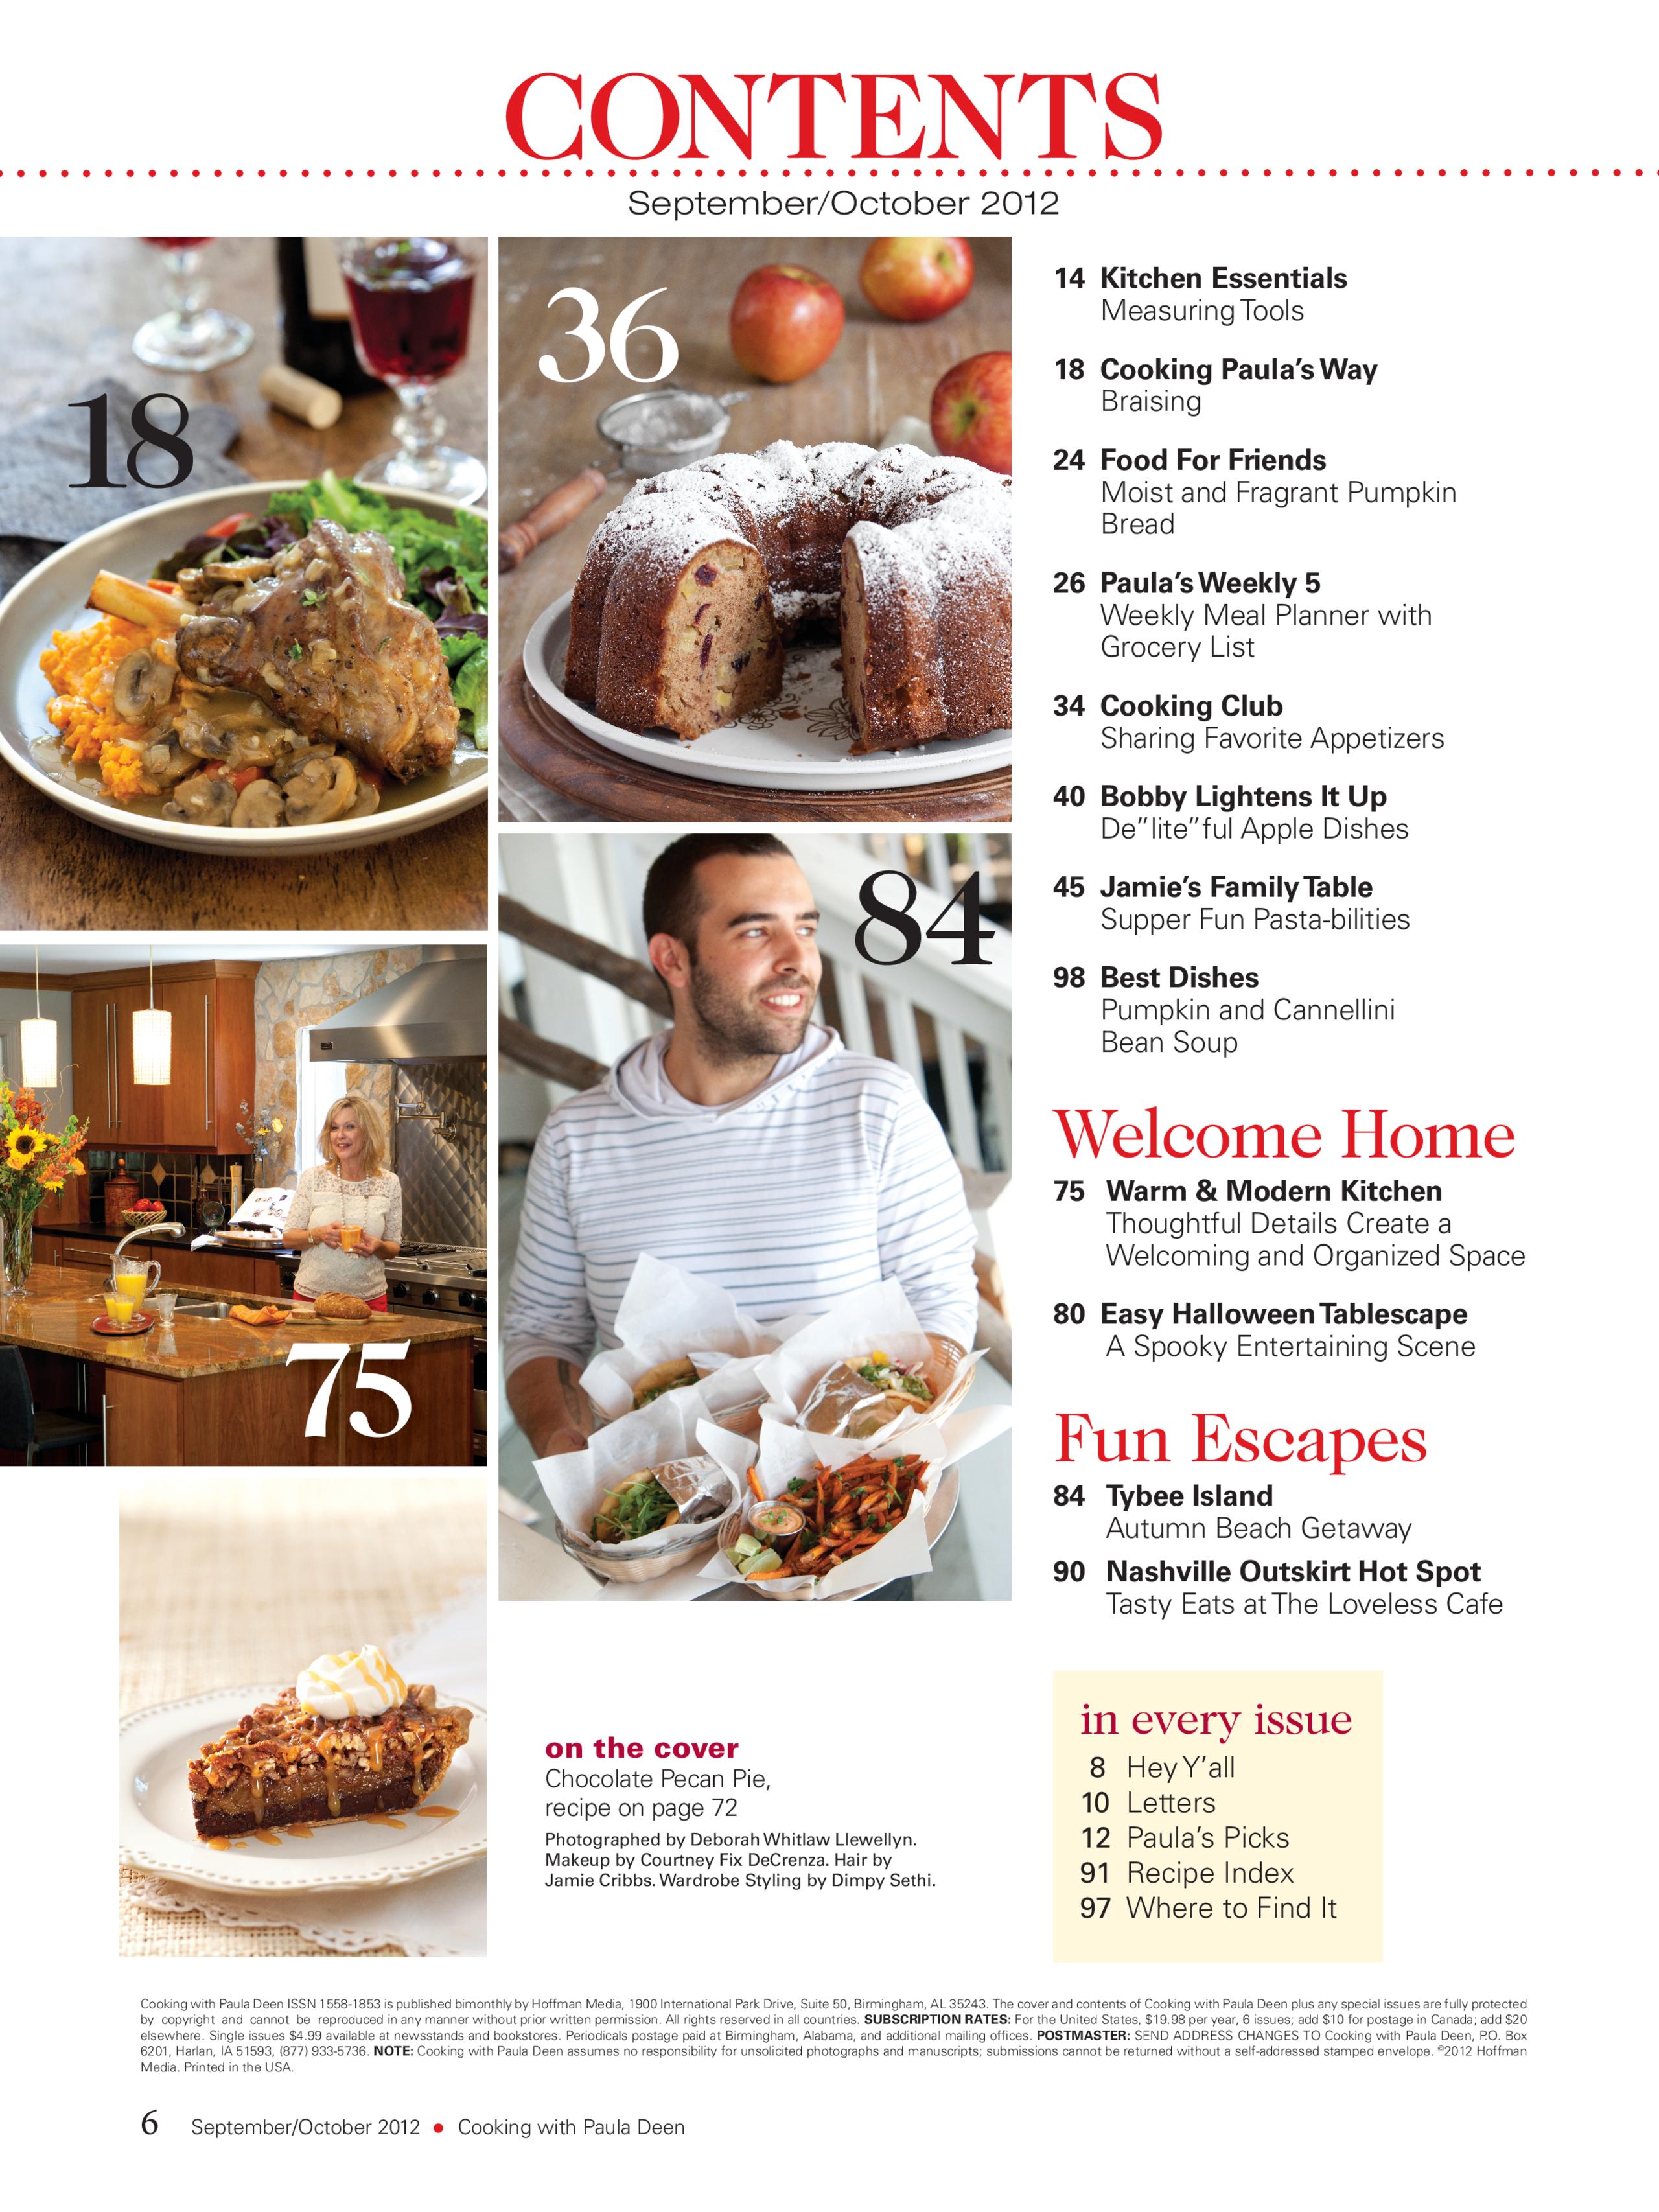 CONTENTS
September/October 2012
18
36
84
75
14 Kitchen Essentials
Measuring Tools
18 Cooking Paula's Way
Braising
24 Food For Friends
Moist and Fragrant Pumpkin
Bread
26 Paula's Weekly 5
Weekly Meal Planner with
Grocery List
34 Cooking Club
Sharing Favorite Appetizers
40 Bobby Lightens It Up
De"lite"ful Apple Dishes
45 Jamie's Family Table
Supper Fun Pasta-bilities
98 Best Dishes
Pumpkin and Cannellini
Bean Soup
Welcome Home
75 Warm & Modern Kitchen
Thoughtful Details Create a
Welcoming and Organized Space
80 Easy Halloween Tablescape
A Spooky Entertaining Scene
Fun Escapes
84 Tybee Island
Autumn Beach Getaway
90 Nashville Outskirt Hot Spot
Tasty Eats at The Loveless Cafe
on the cover
Chocolate Pecan Pie,
recipe on page 72
Photographed by Deborah Whitlaw Llewellyn.
Makeup by Courtney Fix DeCrenza. Hair by
Jamie Cribbs. Wardrobe Styling by Dimpy Sethi.
in every issue
8 Hey Y'all
10 Letters
12 Paula's Picks
91 Recipe Index
97 Where to Find It
Cooking with Paula Deen ISSN 1558-1853 is published bimonthly by Hoffman Media, 1900 International Park Drive, Suite 50, Birmingham, AL 35243. The cover and contents of Cooking with Paula Deen plus any special issues are fully protected
by copyright and cannot be reproduced in any manner without prior written permission. All rights reserved in all countries. SUBSCRIPTION RATES: For the United States, $19.98 per year, 6 issues; add $10 for postage in Canada; add $20
elsewhere. Single issues $4.99 available at newsstands and bookstores. Periodicals postage paid at Birmingham, Alabama, and additional mailing offices. POSTMASTER: SEND ADDRESS CHANGES TO Cooking with Paula Deen, P.O. Box
6201, Harlan, IA 51593, (877) 933-5736. NOTE: Cooking with Paula Deen assumes no responsibility for unsolicited photographs and manuscripts; submissions cannot be returned without a self-addressed stamped envelope. ©2012 Hoffman
Media. Printed in the USA.
6 September/October 2012 • Cooking with Paula Deen